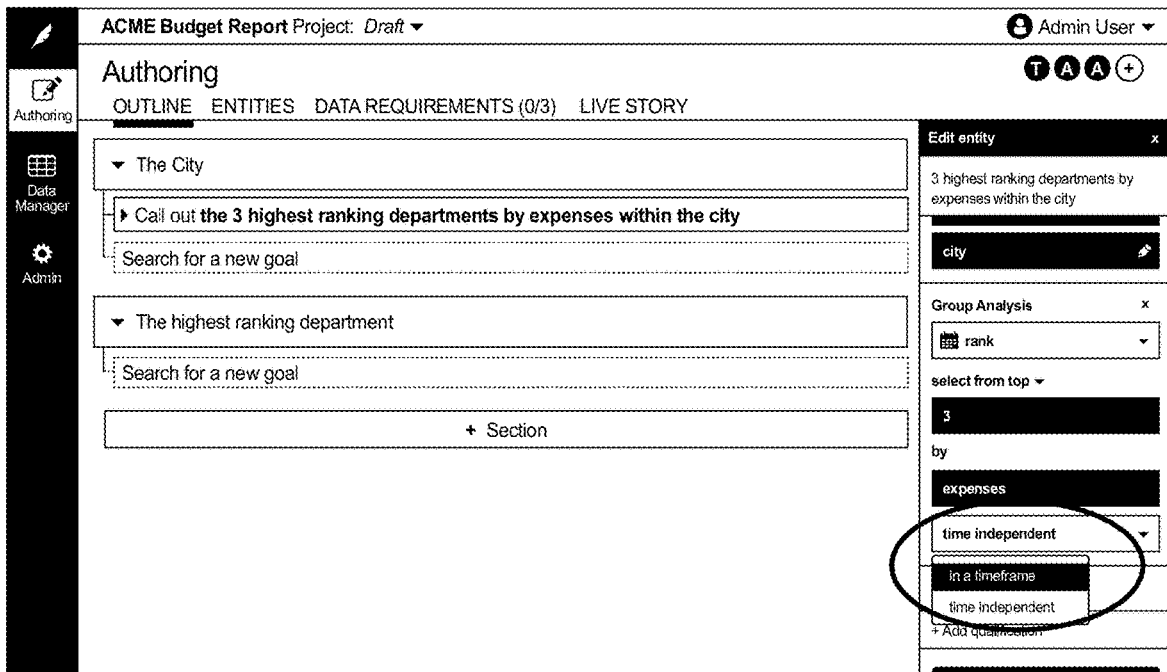 ACME Budget Report Project: Draft
Admin User
Authoring
T A A +
OUTLINE ENTITIES DATA REQUIREMENTS (0/3) LIVE STORY
Authoring
Data
Manager
Admin
The City
Call out the 3 highest ranking departments by expenses within the city
Search for a new goal
The highest ranking department
Search for a new goal
+ Section
Edit entity x
3 highest ranking departments by
expenses within the city
city
Group Analysis x
rank
select from top
3
by
expenses
time independent
in a timeframe
time independent
+ Add qualification